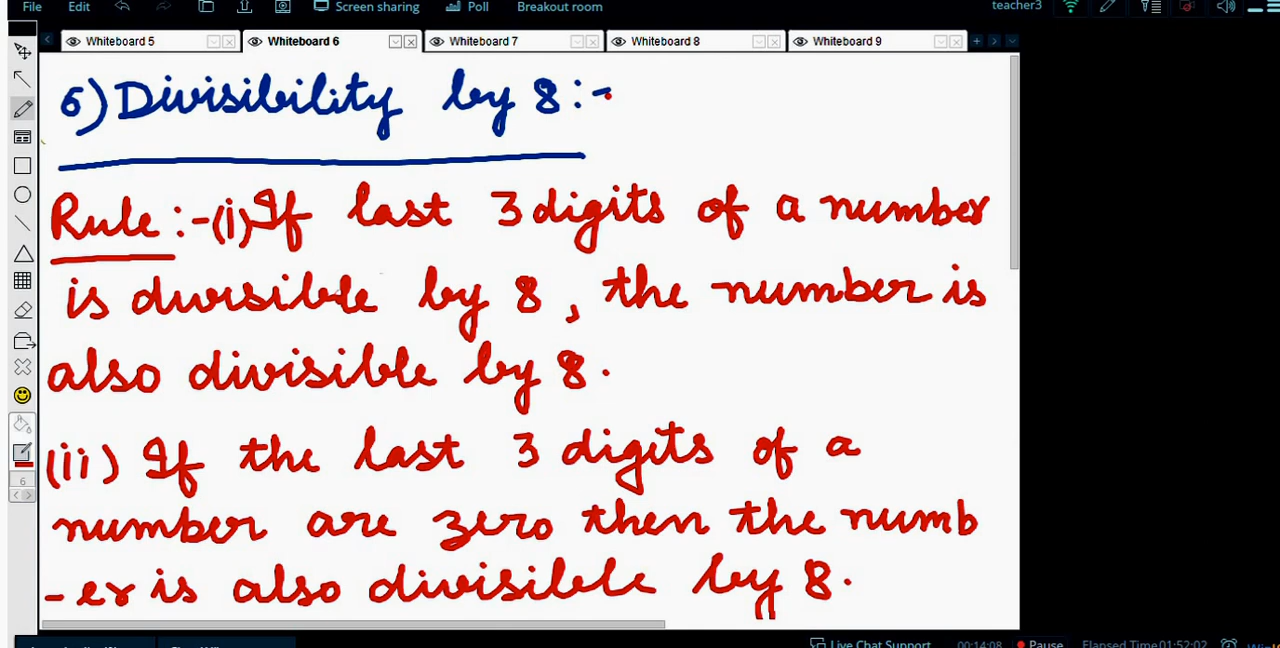 File Edit Screen sharing Poll Breakout room teacher3
Whiteboard 5 Whiteboard 6 Whiteboard 7 Whiteboard 8 Whiteboard 9
6) Divisibility by 8:-
Rule:-(i) If last 3 digits of a number
is divisible by 8, the number is
also divisible by 8.
(ii) If the last 3 digits of a
number are zero then the numb
-er is also divisible by 8.
6
Live Chat Support 00:14:08 Pause Elapsed Time 01:52:02